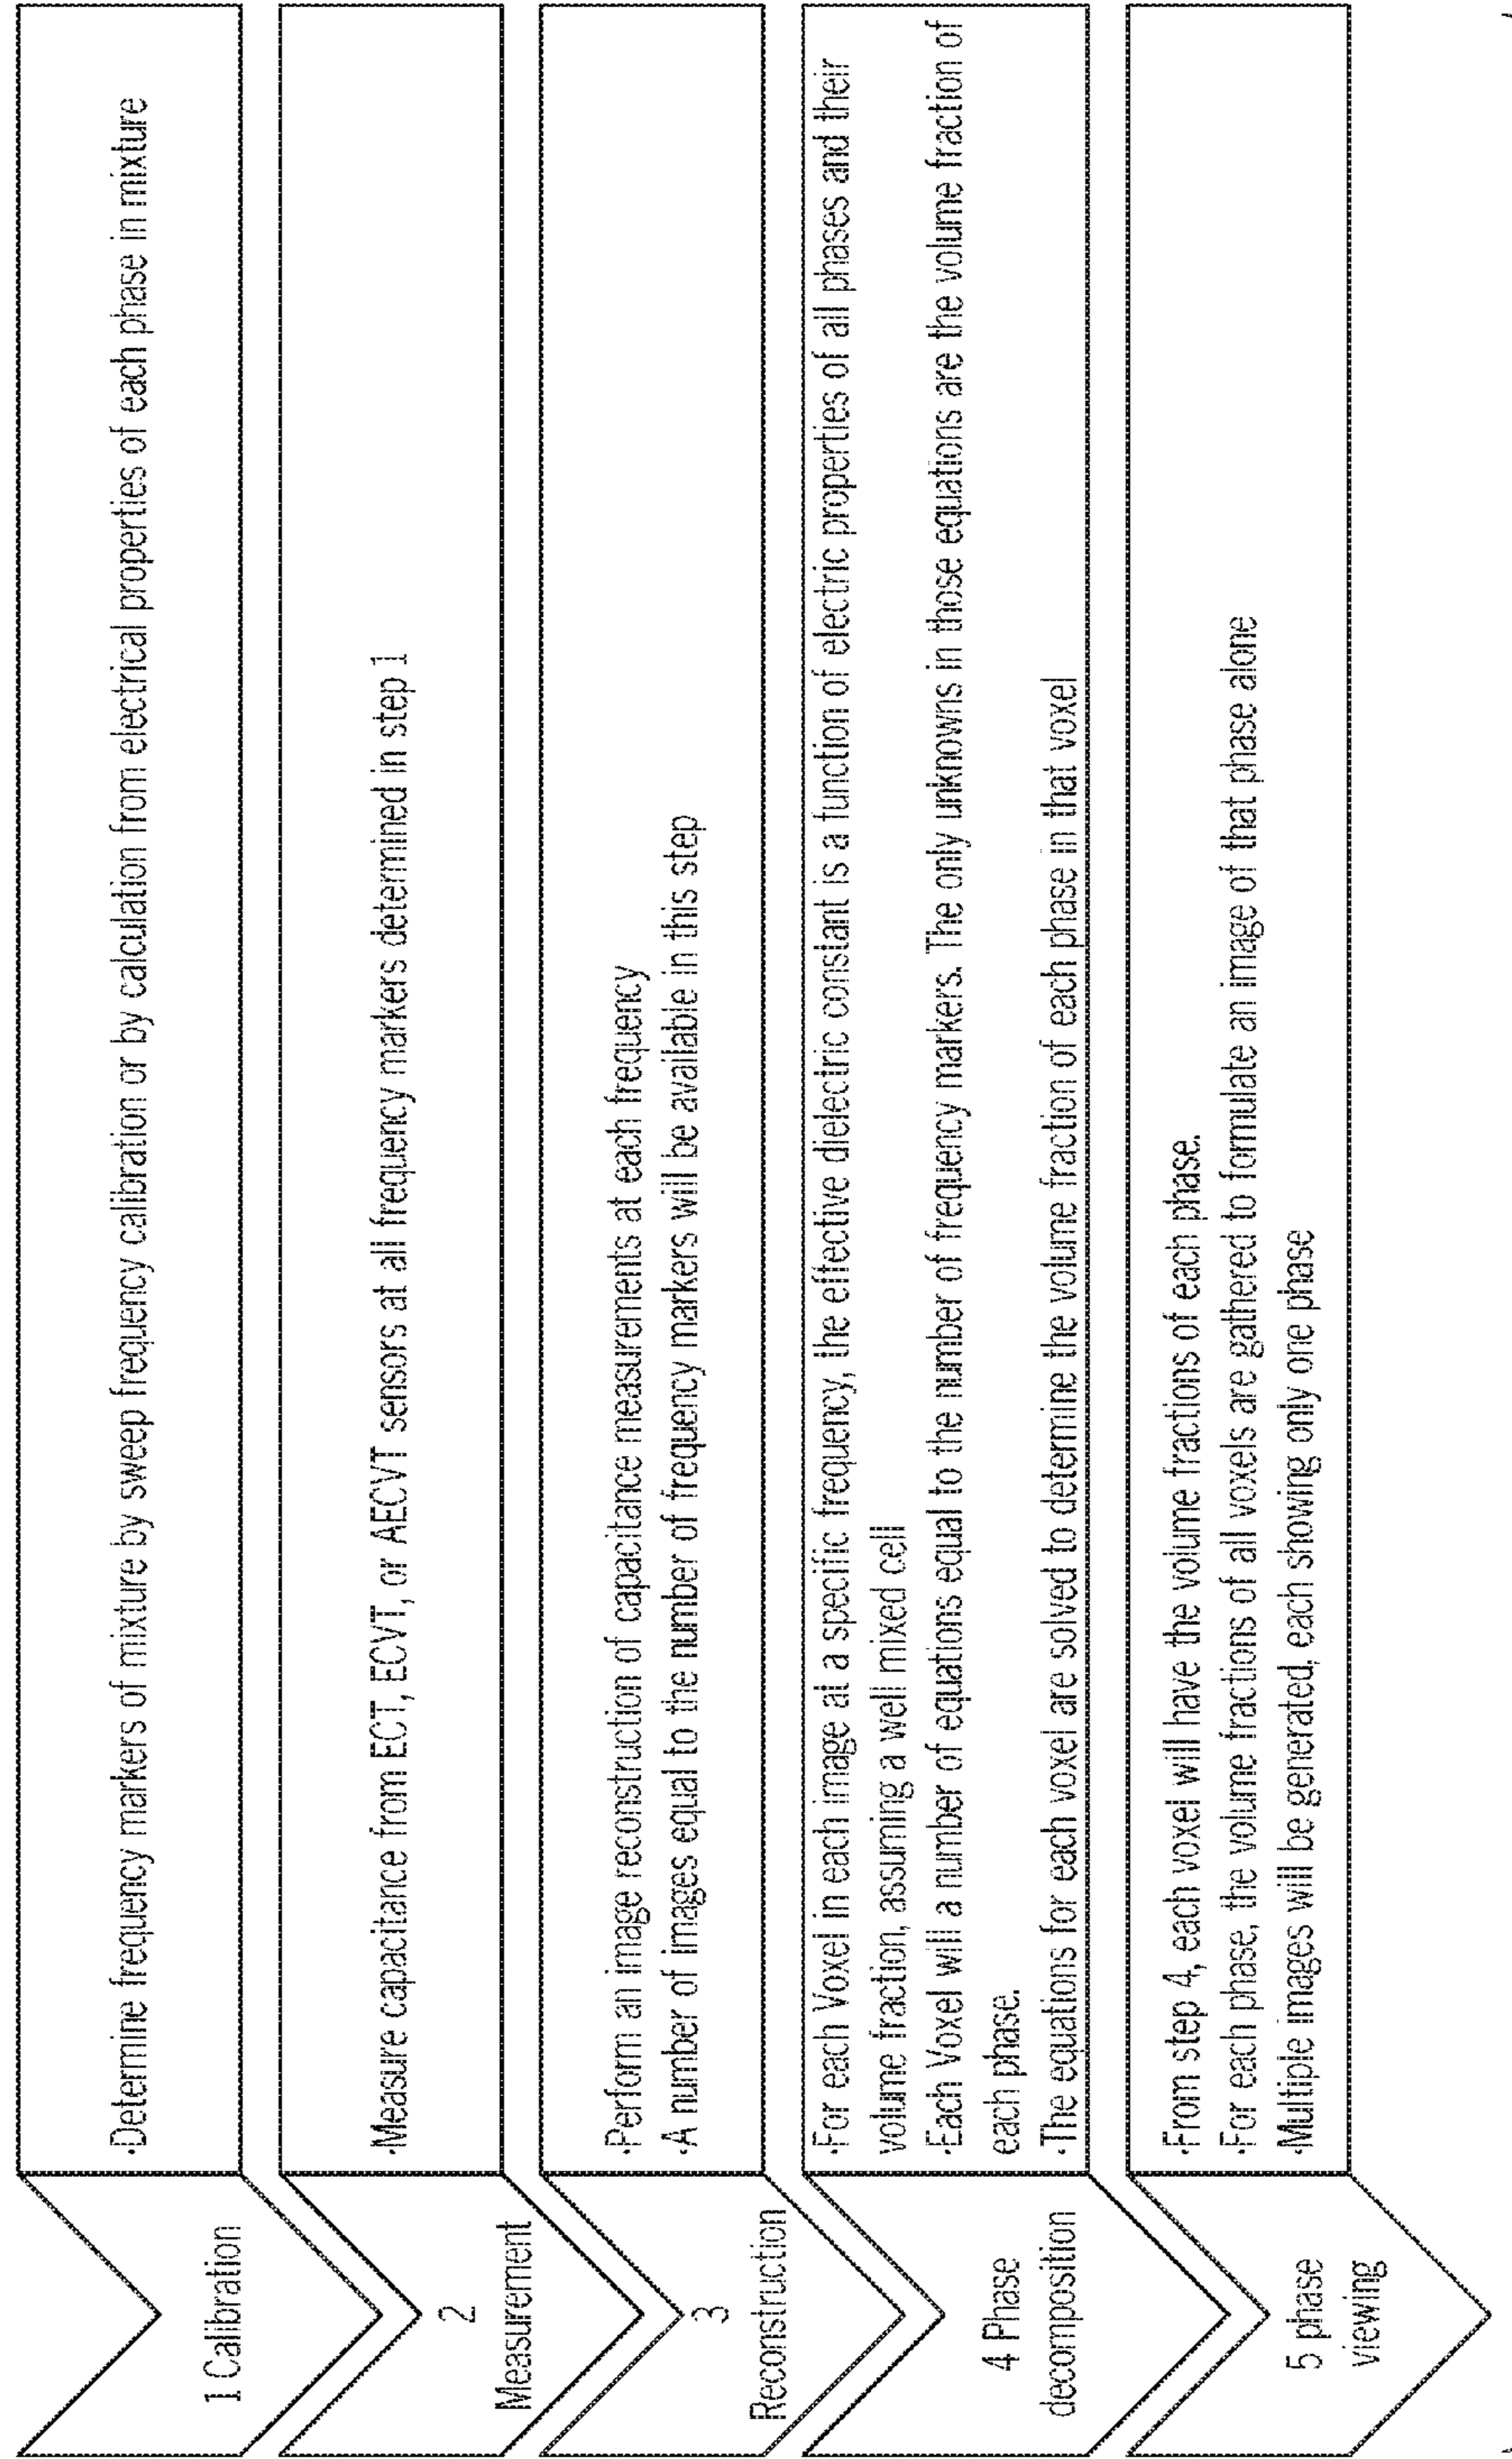 1 Calibration
·Determine frequency markers of mixture by sweep frequency calibration or by calculation from electrical properties of each phase in mixture
2
Measurement
·Measure capacitance from ECT, ECVT, or AECVT sensors at all frequency markers determined in step 1
3
Reconstruction
·Perform an image reconstruction of capacitance measurements at each frequency
·A number of images equal to the number of frequency markers will be available in this step
4 Phase
decomposition
·For each Voxel in each image at a specific frequency, the effective dielectric constant is a function of electric properties of all phases and their
volume fraction, assuming a well mixed cell
·Each Voxel will a number of equations equal to the number of frequency markers. The only unknowns in those equations are the volume fraction of
each phase.
·The equations for each voxel are solved to determine the volume fraction of each phase in that voxel
5 phase
viewing
·From step 4, each voxel will have the volume fractions of each phase.
·For each phase, the volume fractions of all voxels are gathered to formulate an image of that phase alone
·Multiple images will be generated, each showing only one phase